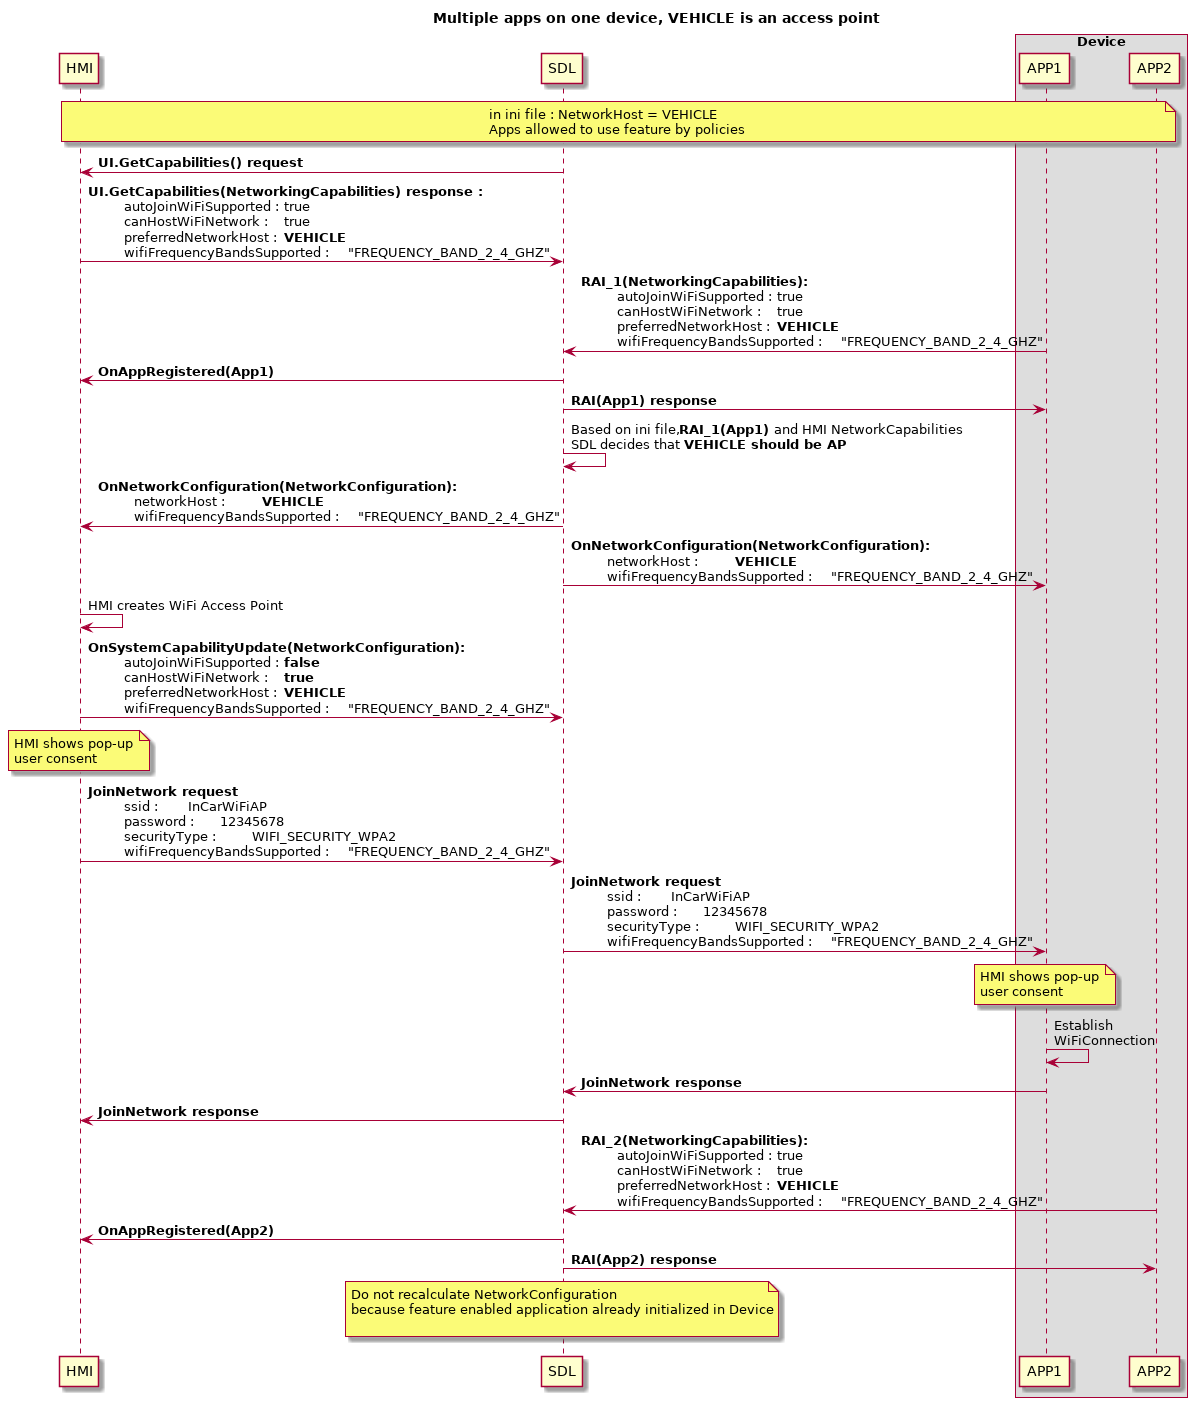 Multiple apps on one device, VEHICLE is an access point
Device
HMI
SDL
APP1
APP2
in ini file : NetworkHost = VEHICLE
Apps allowed to use feature by policies
UI.GetCapabilities() request
UI.GetCapabilities(NetworkingCapabilities) response :
autoJoinWiFiSupported : true
canHostWiFiNetwork : true
preferredNetworkHost : VEHICLE
wifiFrequencyBandsSupported : "FREQUENCY_BAND_2_4_GHZ"
RAI_1(NetworkingCapabilities):
autoJoinWiFiSupported : true
canHostWiFiNetwork : true
preferredNetworkHost : VEHICLE
wifiFrequencyBandsSupported : "FREQUENCY_BAND_2_4_GHZ"
OnAppRegistered(App1)
RAI(App1) response
Based on ini file,RAI_1(App1) and HMI NetworkCapabilities
SDL decides that VEHICLE should be AP
OnNetworkConfiguration(NetworkConfiguration):
networkHost : VEHICLE
wifiFrequencyBandsSupported : "FREQUENCY_BAND_2_4_GHZ"
OnNetworkConfiguration(NetworkConfiguration):
networkHost : VEHICLE
wifiFrequencyBandsSupported : "FREQUENCY_BAND_2_4_GHZ"
HMI creates WiFi Access Point
OnSystemCapabilityUpdate(NetworkConfiguration):
autoJoinWiFiSupported : false
canHostWiFiNetwork : true
preferredNetworkHost : VEHICLE
wifiFrequencyBandsSupported : "FREQUENCY_BAND_2_4_GHZ"
HMI shows pop-up
user consent
JoinNetwork request
ssid : InCarWiFiAP
password : 12345678
securityType : WIFI_SECURITY_WPA2
wifiFrequencyBandsSupported : "FREQUENCY_BAND_2_4_GHZ"
JoinNetwork request
ssid : InCarWiFiAP
password : 12345678
securityType : WIFI_SECURITY_WPA2
wifiFrequencyBandsSupported : "FREQUENCY_BAND_2_4_GHZ"
HMI shows pop-up
user consent
Establish
WiFiConnection
JoinNetwork response
JoinNetwork response
RAI_2(NetworkingCapabilities):
autoJoinWiFiSupported : true
canHostWiFiNetwork : true
preferredNetworkHost : VEHICLE
wifiFrequencyBandsSupported : "FREQUENCY_BAND_2_4_GHZ"
OnAppRegistered(App2)
RAI(App2) response
Do not recalculate NetworkConfiguration
because feature enabled application already initialized in Device
HMI
SDL
APP1
APP2